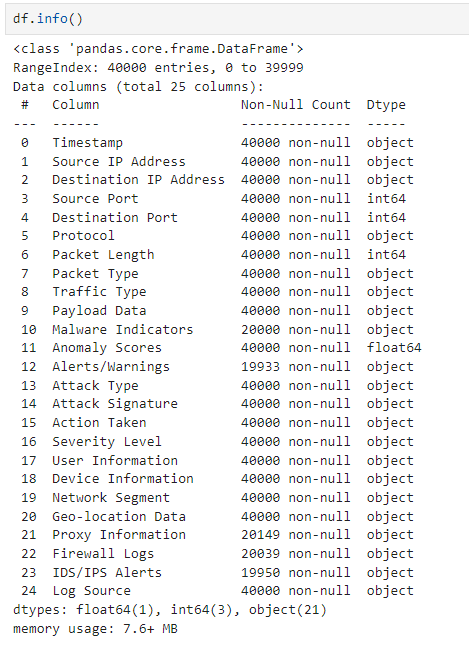 df.info()
<class 'pandas.core.frame.DataFrame'>
RangeIndex: 40000 entries, 0 to 39999
Data columns (total 25 columns):
 #   Column                  Non-Null Count  Dtype
---  ------                  --------------  -----
 0   Timestamp               40000 non-null  object
 1   Source IP Address       40000 non-null  object
 2   Destination IP Address  40000 non-null  object
 3   Source Port             40000 non-null  int64
 4   Destination Port        40000 non-null  int64
 5   Protocol                40000 non-null  object
 6   Packet Length           40000 non-null  int64
 7   Packet Type             40000 non-null  object
 8   Traffic Type            40000 non-null  object
 9   Payload Data            40000 non-null  object
 10  Malware Indicators      20000 non-null  object
 11  Anomaly Scores          40000 non-null  float64
 12  Alerts/Warnings         19933 non-null  object
 13  Attack Type             40000 non-null  object
 14  Attack Signature        40000 non-null  object
 15  Action Taken            40000 non-null  object
 16  Severity Level          40000 non-null  object
 17  User Information        40000 non-null  object
 18  Device Information      40000 non-null  object
 19  Network Segment         40000 non-null  object
 20  Geo-location Data       40000 non-null  object
 21  Proxy Information       20149 non-null  object
 22  Firewall Logs           20039 non-null  object
 23  IDS/IPS Alerts          19950 non-null  object
 24  Log Source              40000 non-null  object
dtypes: float64(1), int64(3), object(21)
memory usage: 7.6+ MB